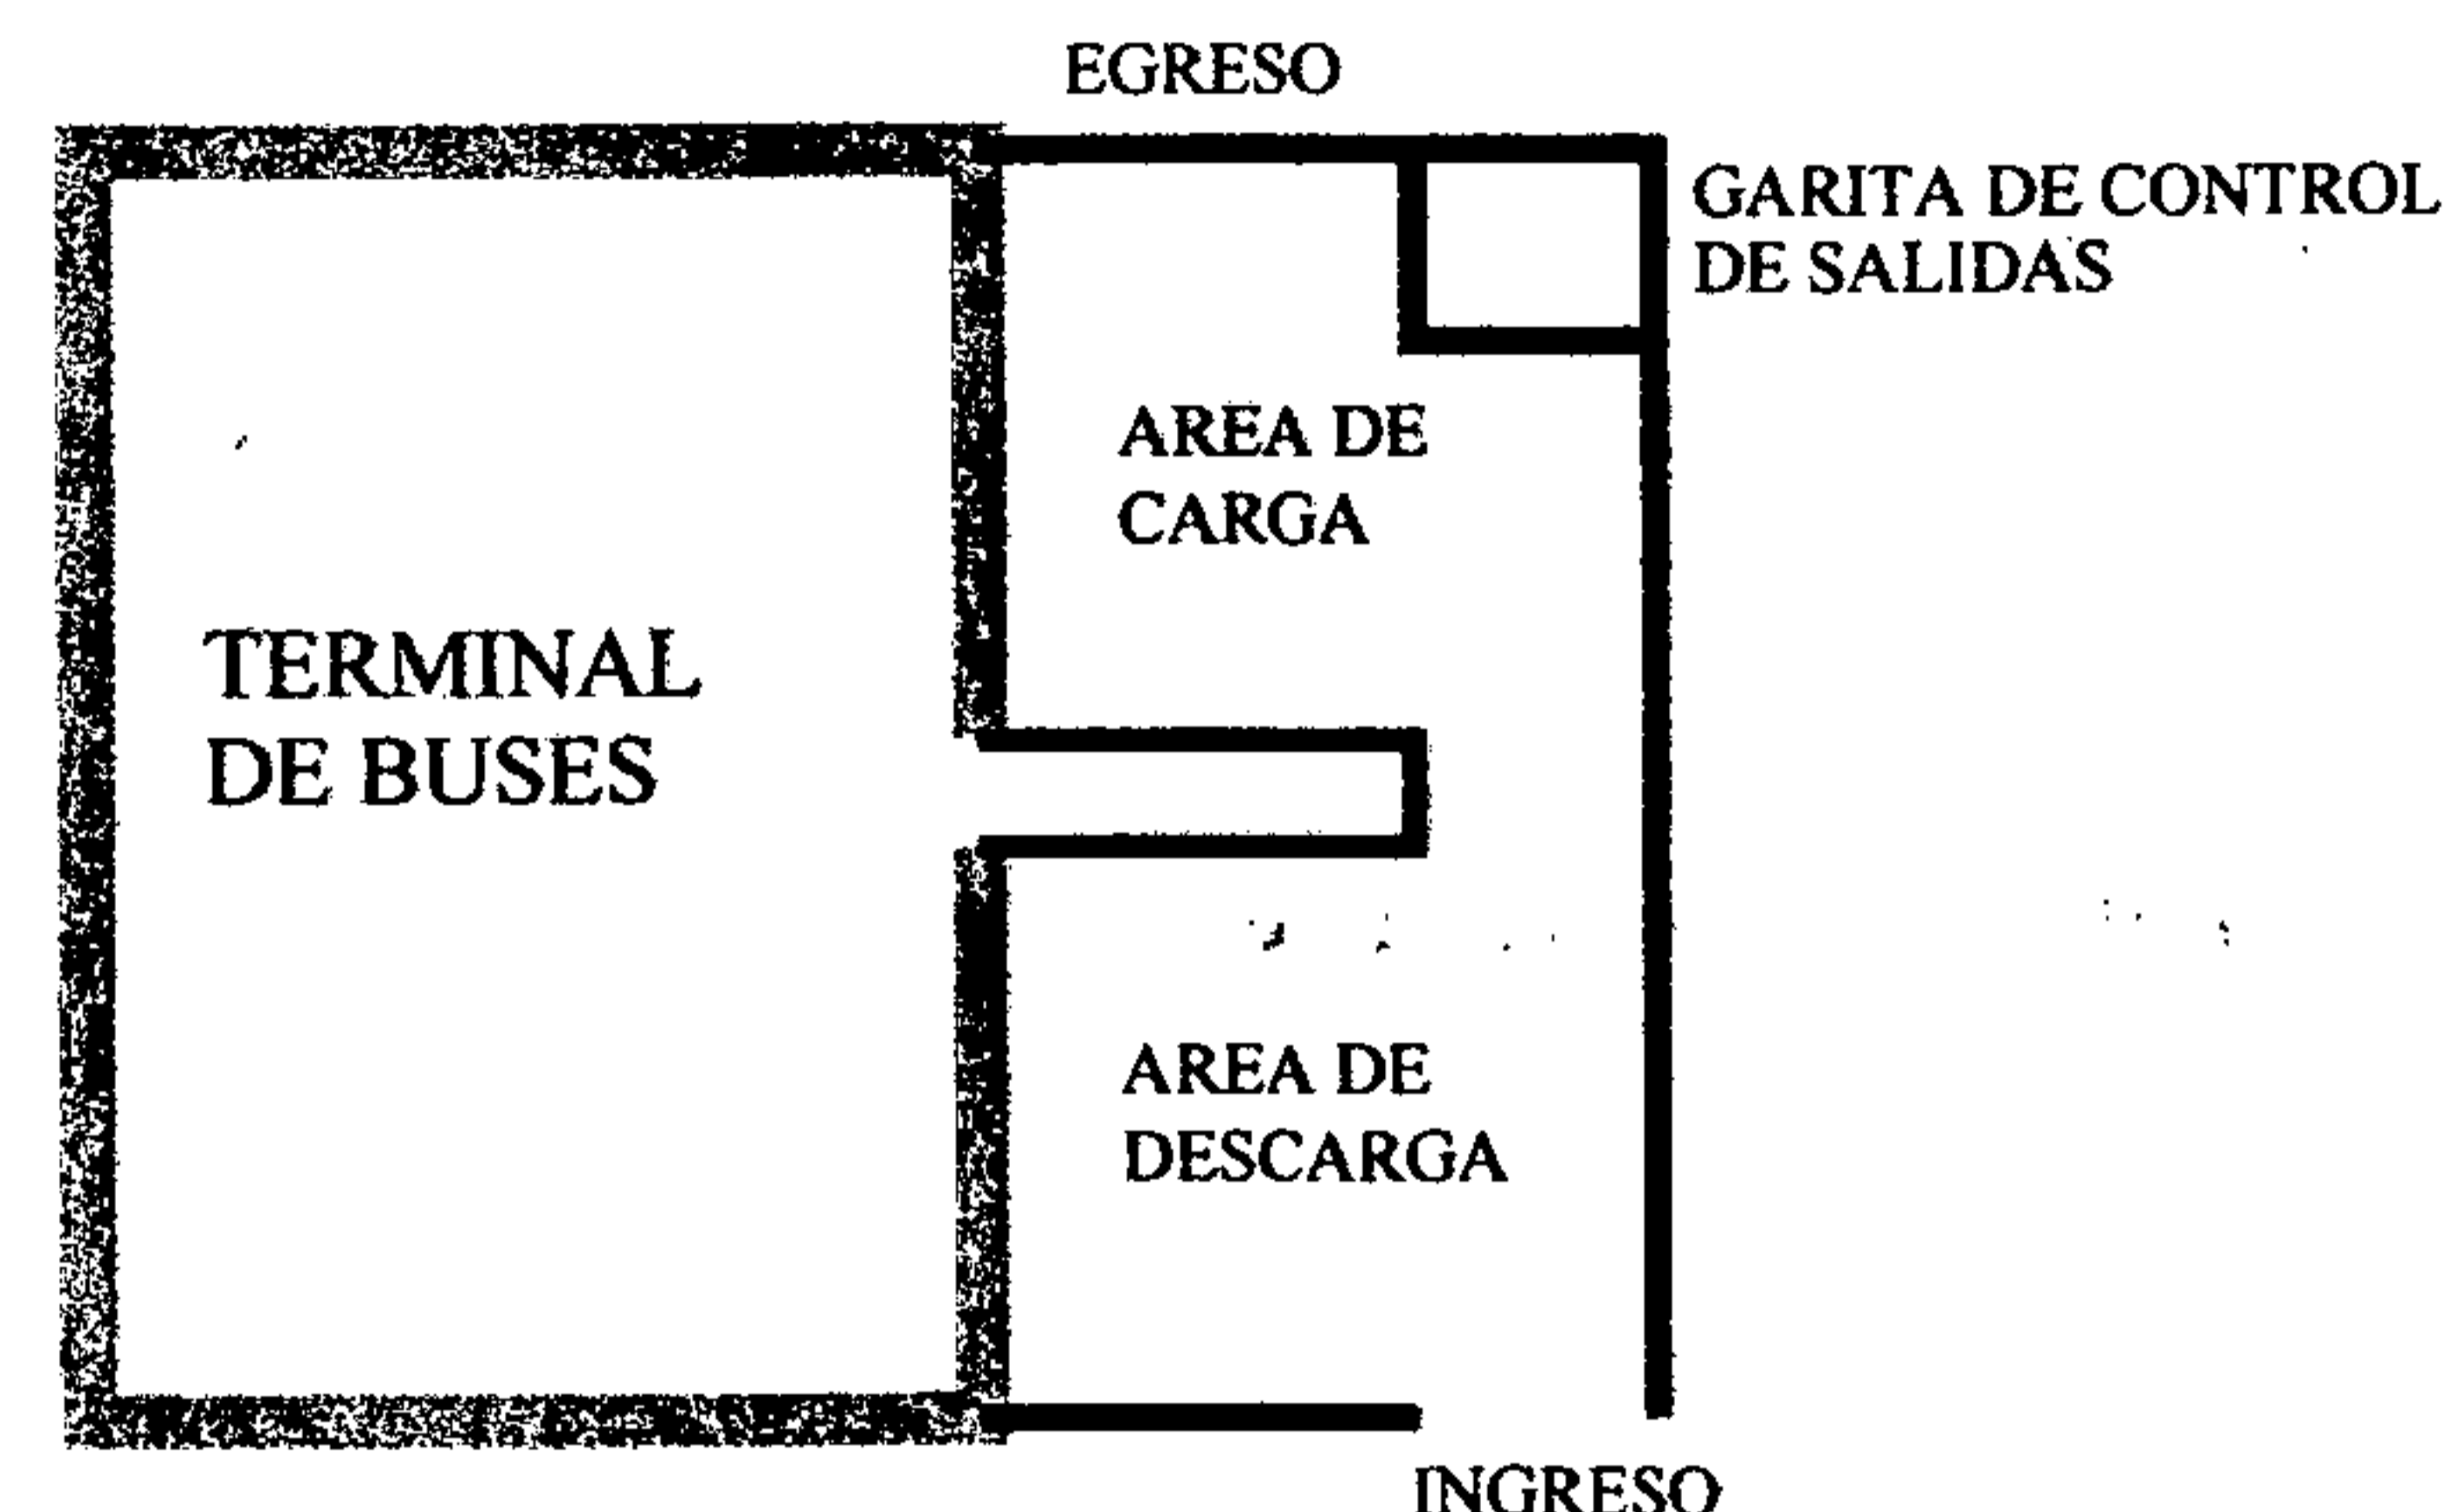 EGRESO
GARITA DE CONTROL
DE SALIDAS
AREA DE
CARGA
TERMINAL
DE BUSES
AREA DE
DESCARGA
INGRESO